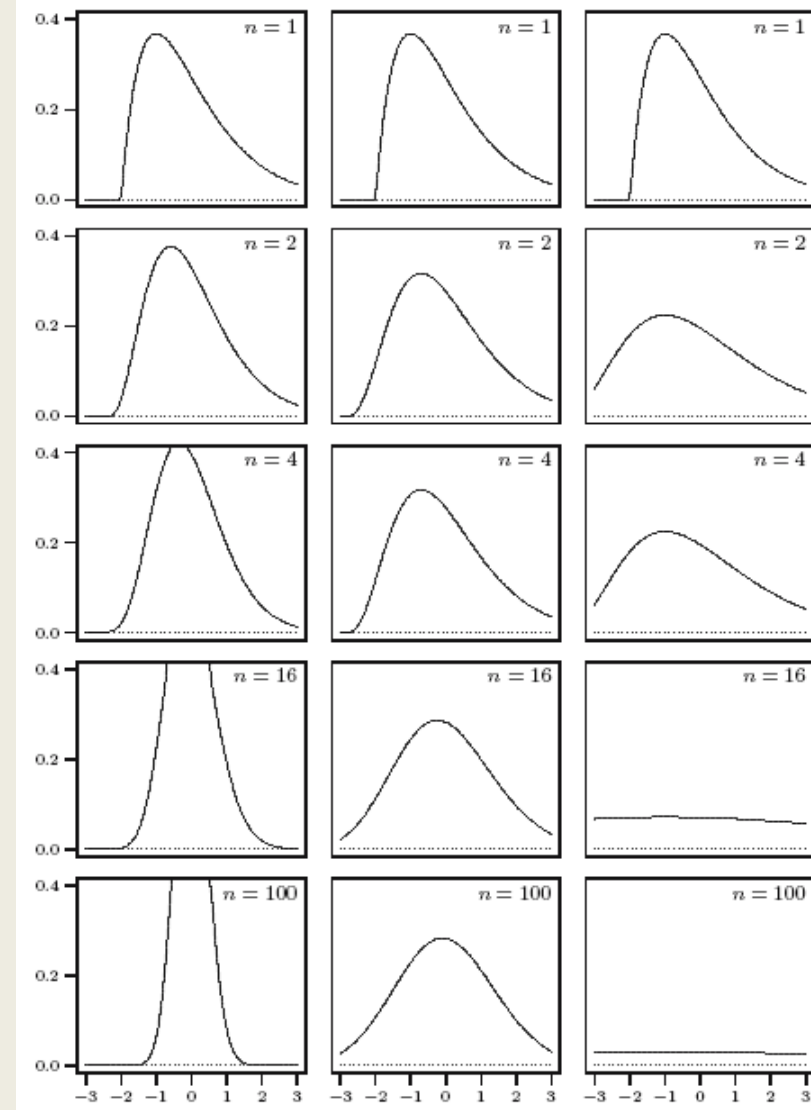 0.4
n = 1 n = 1 n = 1
0.2
0.0
0.4
n = 2 n = 2 n = 2
0.2
0.0
0.4
n = 4 n = 4 n = 4
0.2
0.0
0.4
n = 16 n = 16 n = 16
0.2
0.0
0.4
n = 100 n = 100 n = 100
0.2
0.0
−3 −2 −1 0 1 2 3 −3 −2 −1 0 1 2 3 −3 −2 −1 0 1 2 3